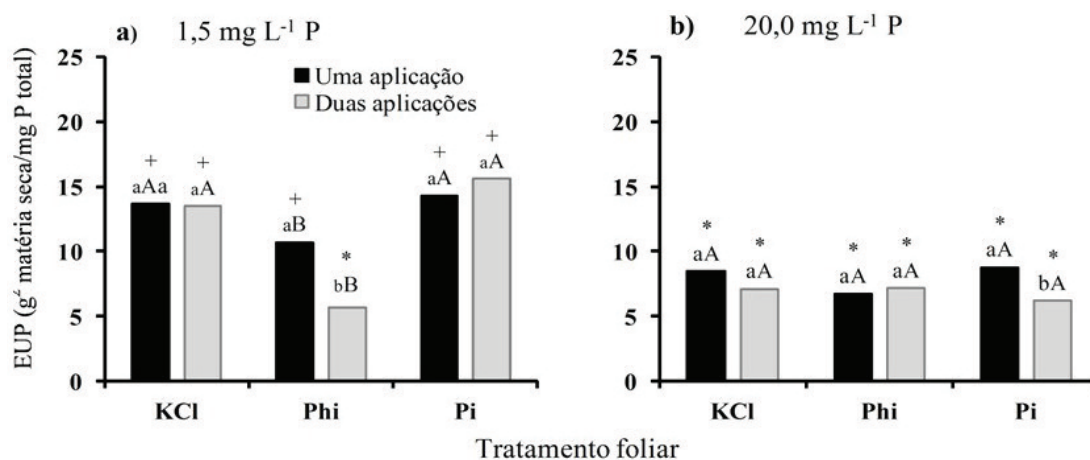 a) 1,5 mg L⁻¹ P
b) 20,0 mg L⁻¹ P
EUP (g² matéria seca/mg P total)
25
20
15
10
5
0
Uma aplicação
Duas aplicações
+ + + + * + +
aAa aA aB bB aA aA
KCl Phi Pi
25
20
15
10
5
0
* * * * * *
aA aA aA aA aA bA
KCl Phi Pi
Tratamento foliar